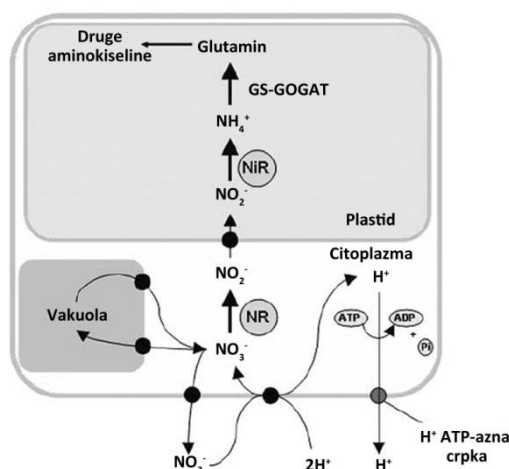 Druge
aminokiseline
Glutamin
GS-GOGAT
NH₄⁺
NiR
NO₂⁻
Plastid
Citoplazma
NO₂⁻
H⁺
Vakuola
NR
ATP
ADP
+
Pi
NO₃⁻
H⁺ ATP-azna
crpka
NO₃⁻
2H⁺
H⁺